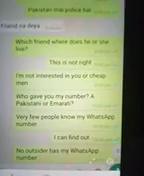 Pakistan mai police hai
Friend na deya
Which friend where does he or she
live?
This is not right
I'm not interested in you or cheap
men
Who gave you my number? A
Pakistani or Emarati?
Very few people know my WhatsApp
number
I can find out
No outsider has my WhatsApp
number